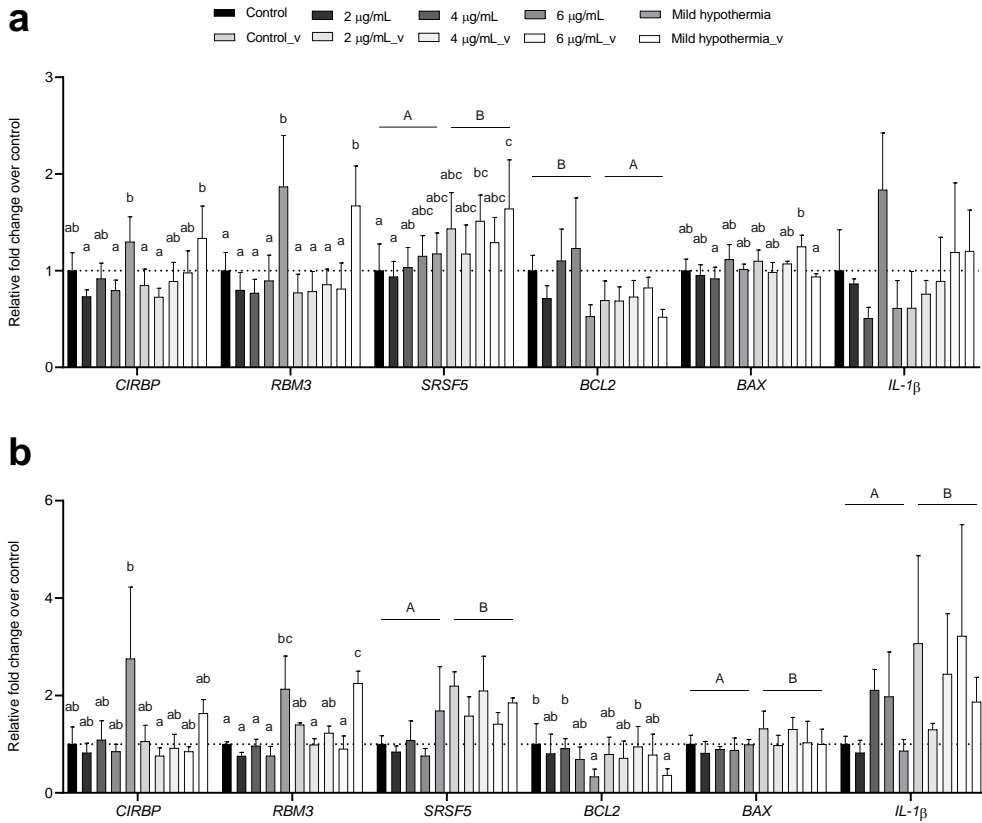 a
Control 2 μg/mL 4 μg/mL 6 μg/mL Mild hypothermia
Control_v 2 μg/mL_v 4 μg/mL_v 6 μg/mL_v Mild hypothermia_v
Relative fold change over control
3
2
1
0
ab a ab a b a a ab ab b
a a a a b a a a a b
A B
a a ab abc abc abc abc bc abc c
B A
ab ab a ab ab ab ab ab b a
CIRBP RBM3 SRSF5 BCL2 BAX IL-1β
b
Relative fold change over control
6
4
2
0
ab ab ab ab b ab a ab ab ab
a a a a bc ab a ab a c
A B
b ab b ab a ab ab b ab a
A B
A B
CIRBP RBM3 SRSF5 BCL2 BAX IL-1β